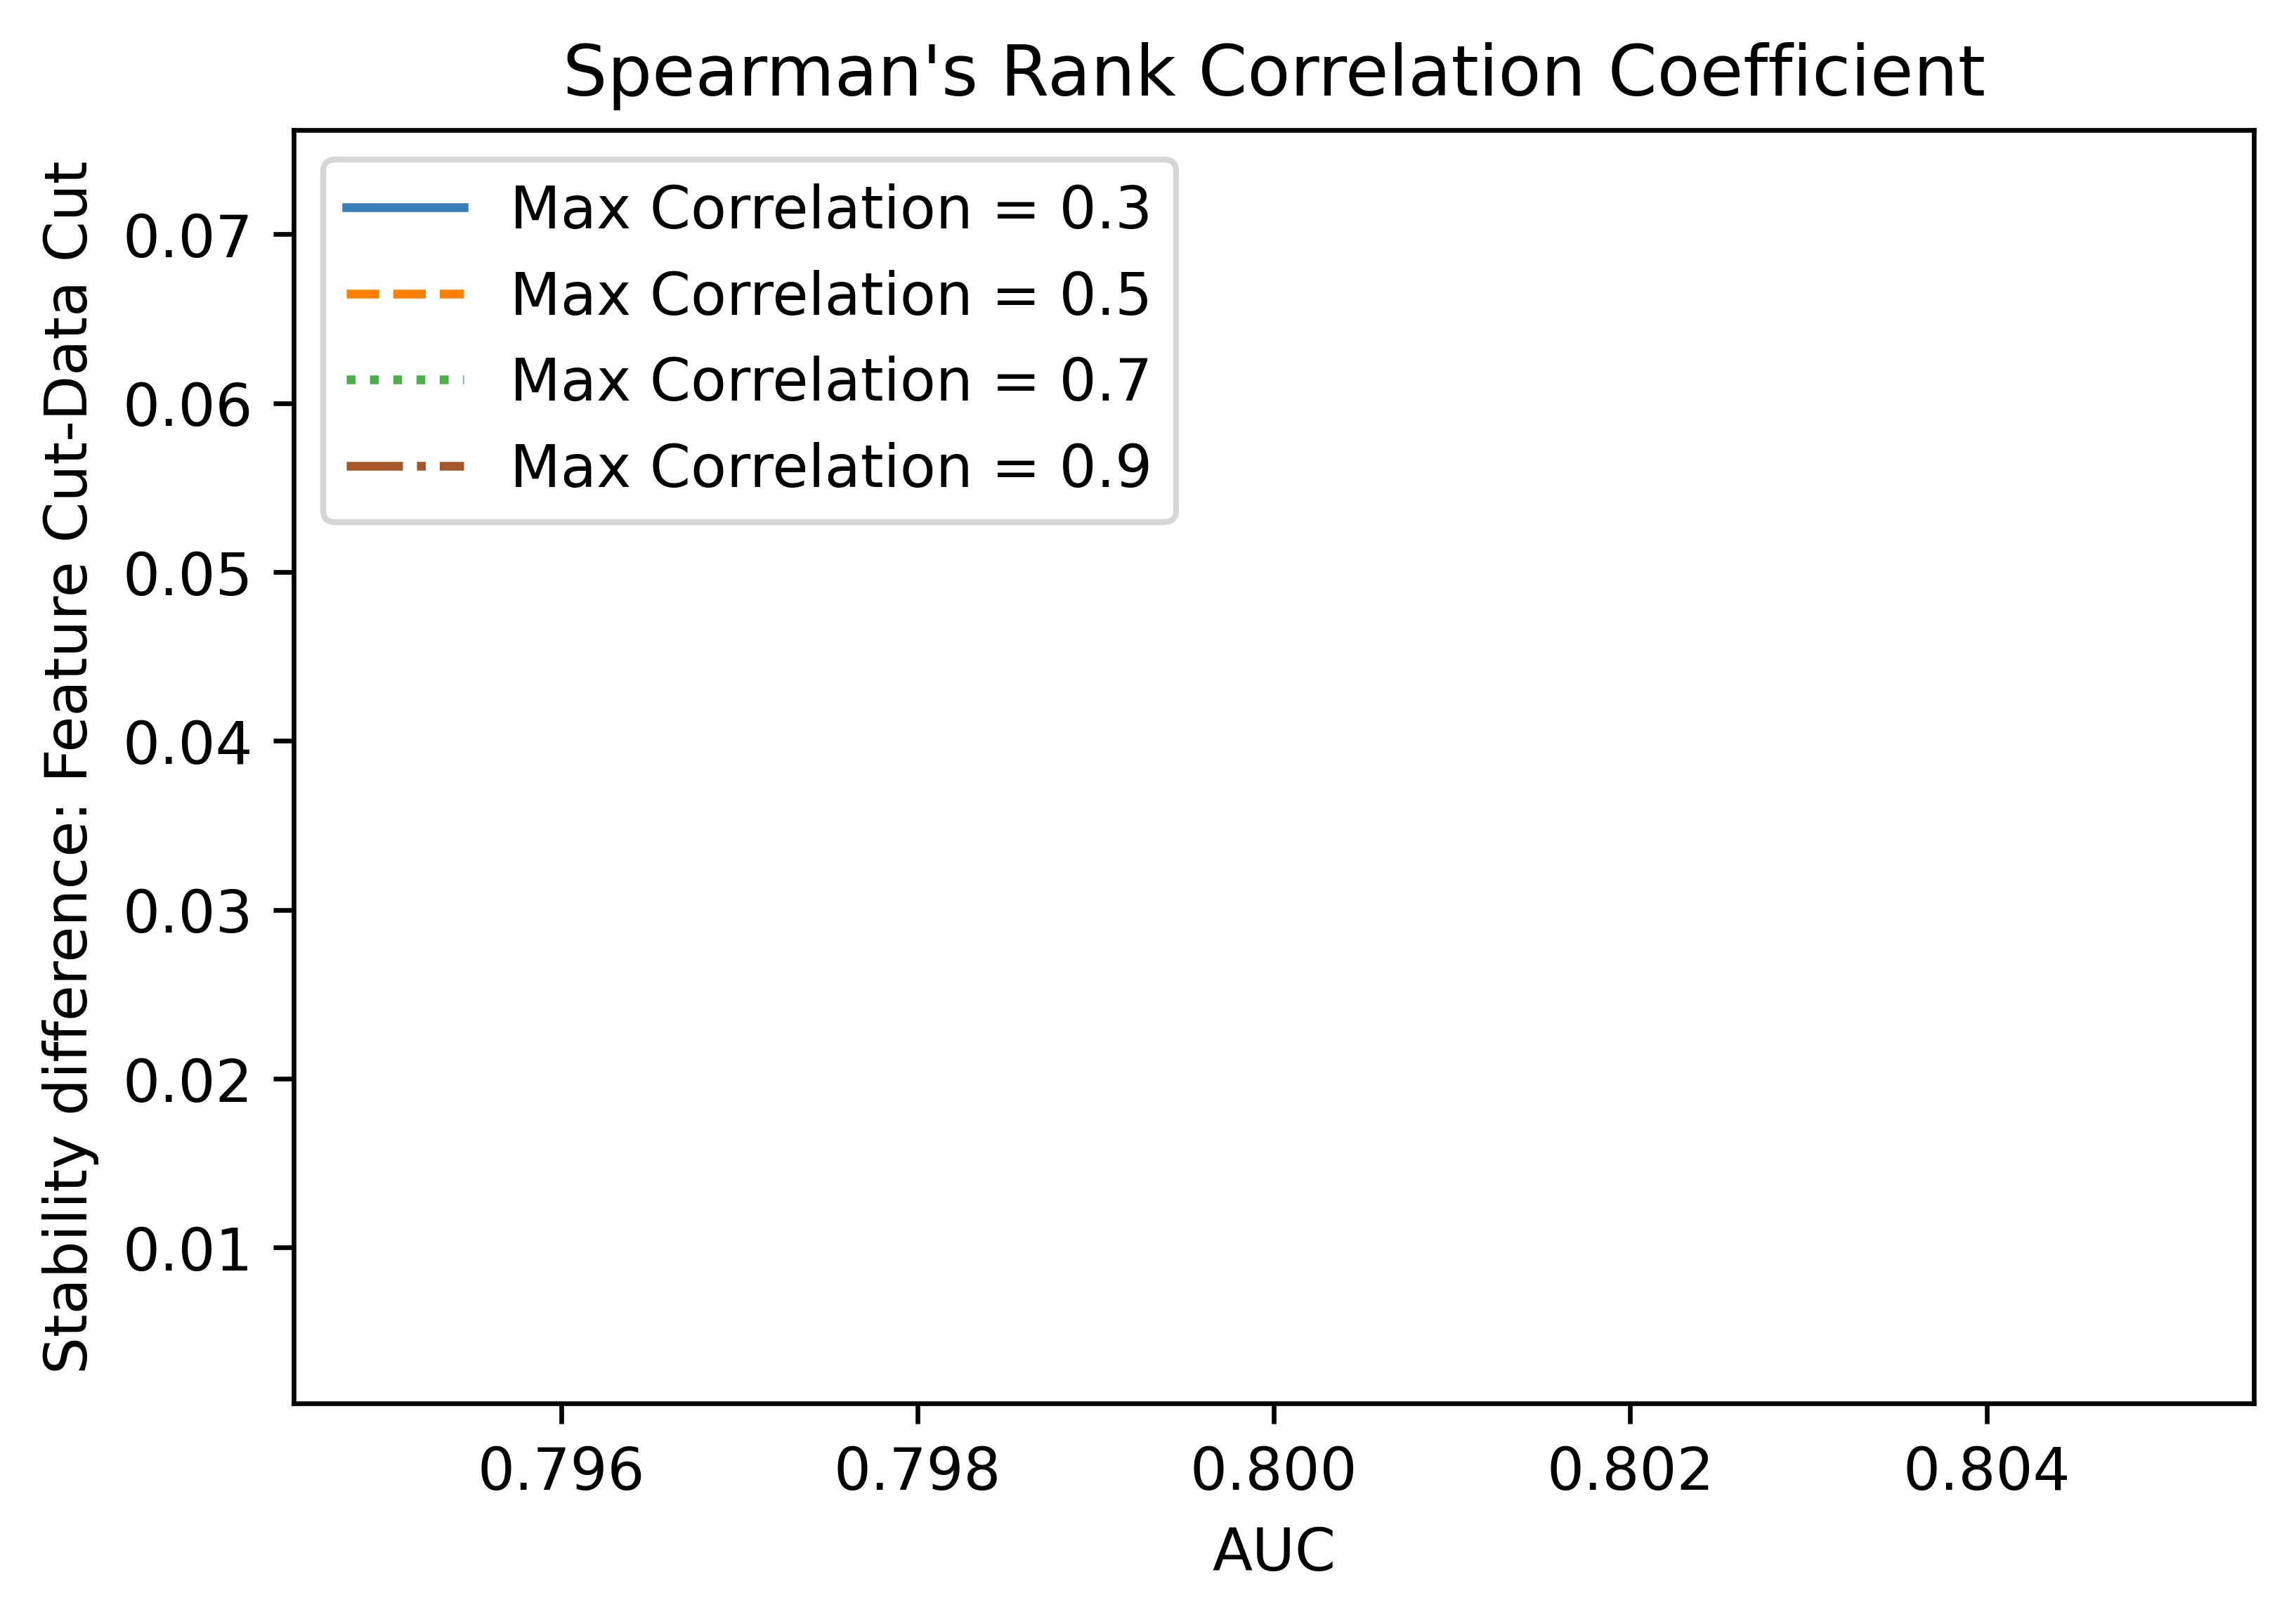 Spearman's Rank Correlation Coefficient
Stability difference: Feature Cut-Data Cut
0.07
0.06
0.05
0.04
0.03
0.02
0.01
Max Correlation = 0.3
Max Correlation = 0.5
Max Correlation = 0.7
Max Correlation = 0.9
0.796
0.798
0.800
0.802
0.804
AUC